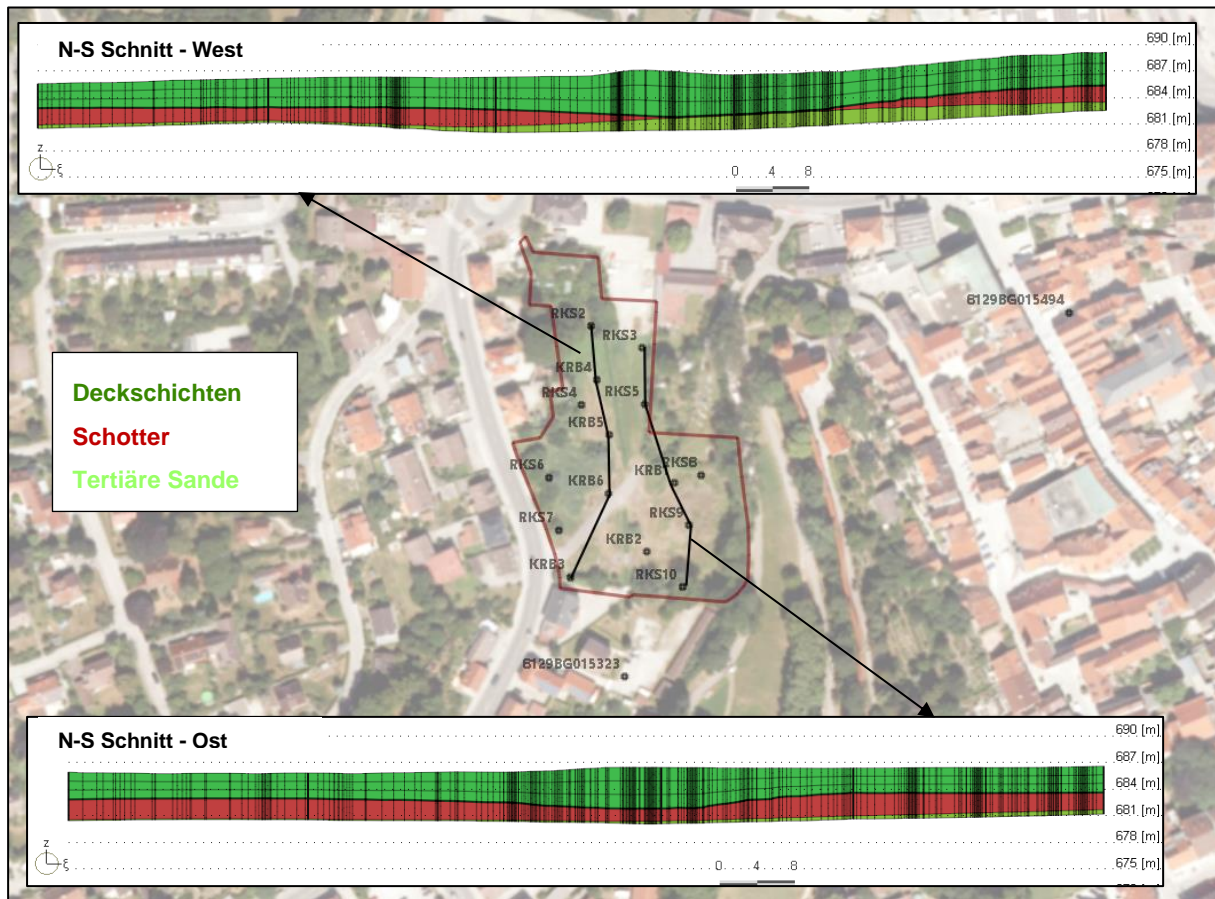 N-S Schnitt - West
690 [m]
687 [m]
684 [m]
681 [m]
678 [m]
675 [m]
z
ξ
0 4 8
B129BG015494
RKS2
RKS3
KRB4
RKS4
RKS5
KRB5
RKS6
KRB6
KRB1
RKS8
RKS7
RKS9
KRB2
KRB3
RKS10
B129BG015323
Deckschichten
Schotter
Tertiäre Sande
N-S Schnitt - Ost
690 [m]
687 [m]
684 [m]
681 [m]
678 [m]
675 [m]
z
ξ
0 4 8